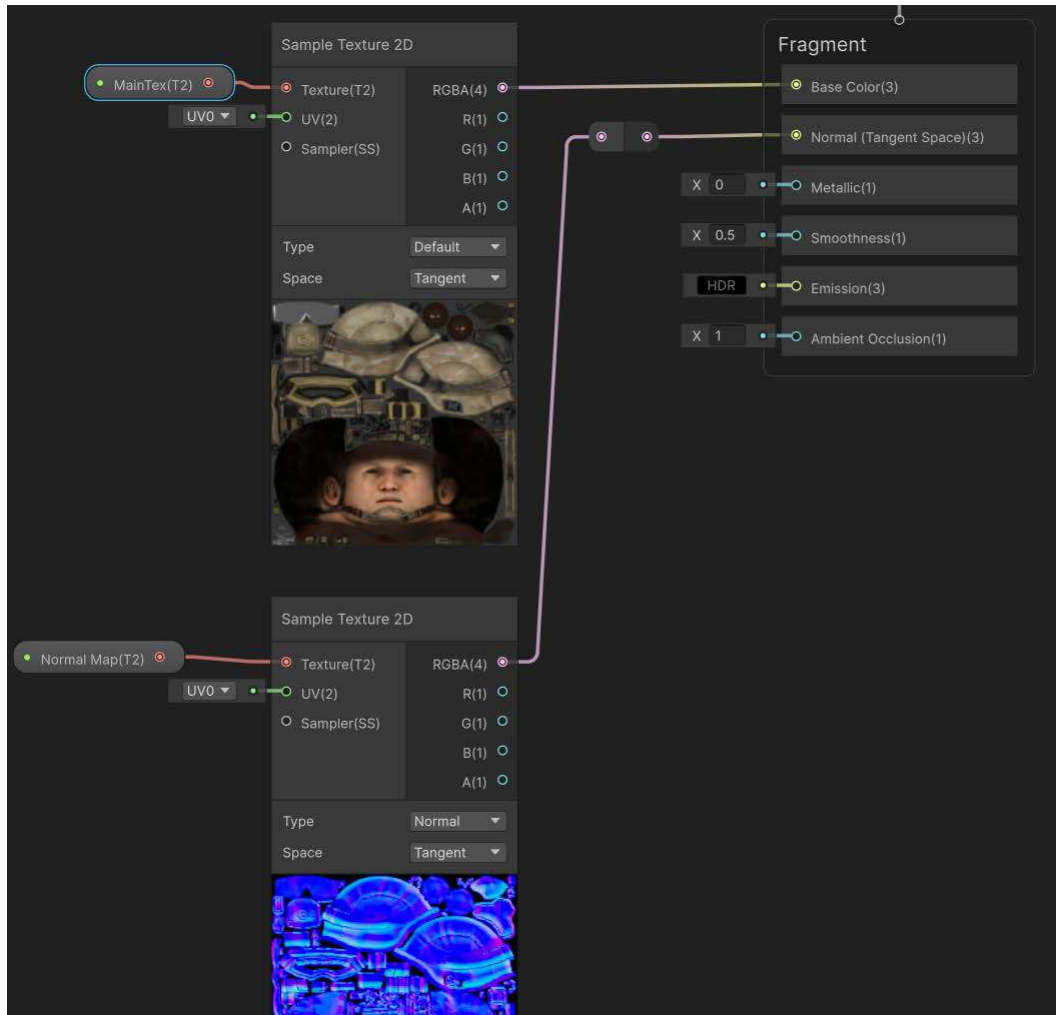 Sample Texture 2D
MainTex(T2)
Texture(T2)
RGBA(4)
UV0
UV(2)
R(1)
Sampler(SS)
G(1)
B(1)
A(1)
Type
Default
Space
Tangent
Fragment
Base Color(3)
Normal (Tangent Space)(3)
X 0
Metallic(1)
X 0.5
Smoothness(1)
HDR
Emission(3)
X 1
Ambient Occlusion(1)
Sample Texture 2D
Normal Map(T2)
Texture(T2)
RGBA(4)
UV0
UV(2)
R(1)
Sampler(SS)
G(1)
B(1)
A(1)
Type
Normal
Space
Tangent